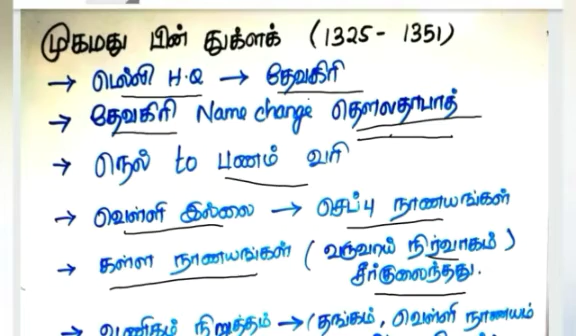 முகமது பின் துக்ளக் (1325 - 1351)
→ டெல்லி H.Q → தேவகிரி
→ தேவகிரி Name change தௌலதாபாத்
→ நெல் to பணம் வரி
→ வெள்ளி இல்லை → செப்பு நாணயங்கள்
→ கள்ள நாணயங்கள் (வருவாய் நிர்வாகம்)
சீர்குலைந்தது.
→ வணிகம் நிறுத்தம் → (தங்கம், வெள்ளி நாணயம்